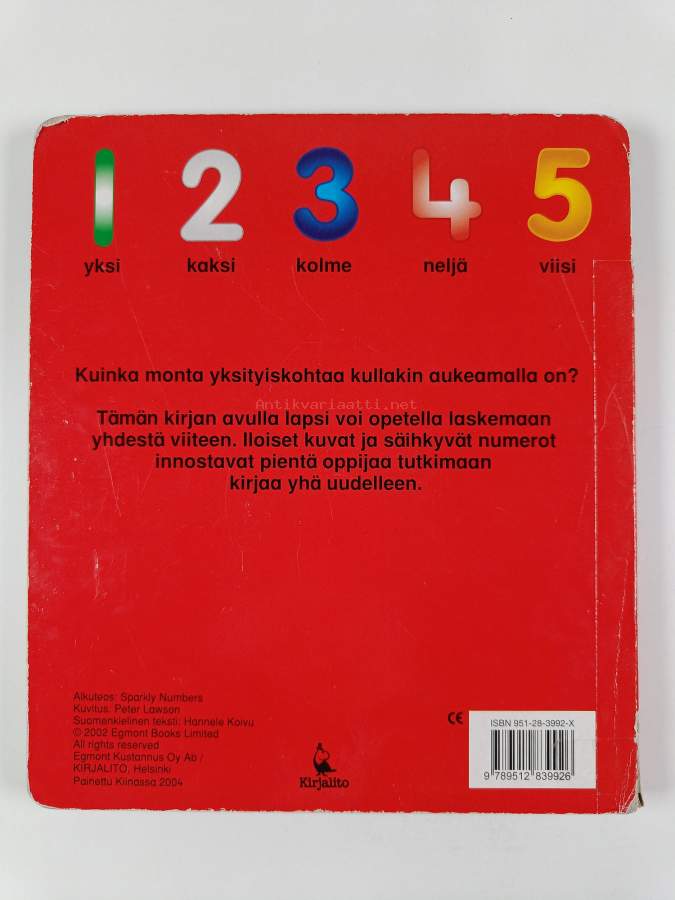 1 2 3 4 5
yksi kaksi kolme neljä viisi
Kuinka monta yksityiskohtaa kullakin aukeamalla on?
Antikvariaatti.net
Tämän kirjan avulla lapsi voi opetella laskemaan
yhdestä viiteen. Iloiset kuvat ja säihkyvät numerot
innostavat pientä oppijaa tutkimaan
kirjaa yhä uudelleen.
Alkuteos: Sparkly Numbers
Kuvitus: Peter Lawson
Suomenkielinen teksti: Hannele Koivu
© 2002 Egmont Books Limited
All rights reserved
Egmont Kustannus Oy Ab /
KIRJALITO, Helsinki
Painettu Kiinassa 2004
Kirjalito
CE
ISBN 951-28-3992-X
9 789512 839926